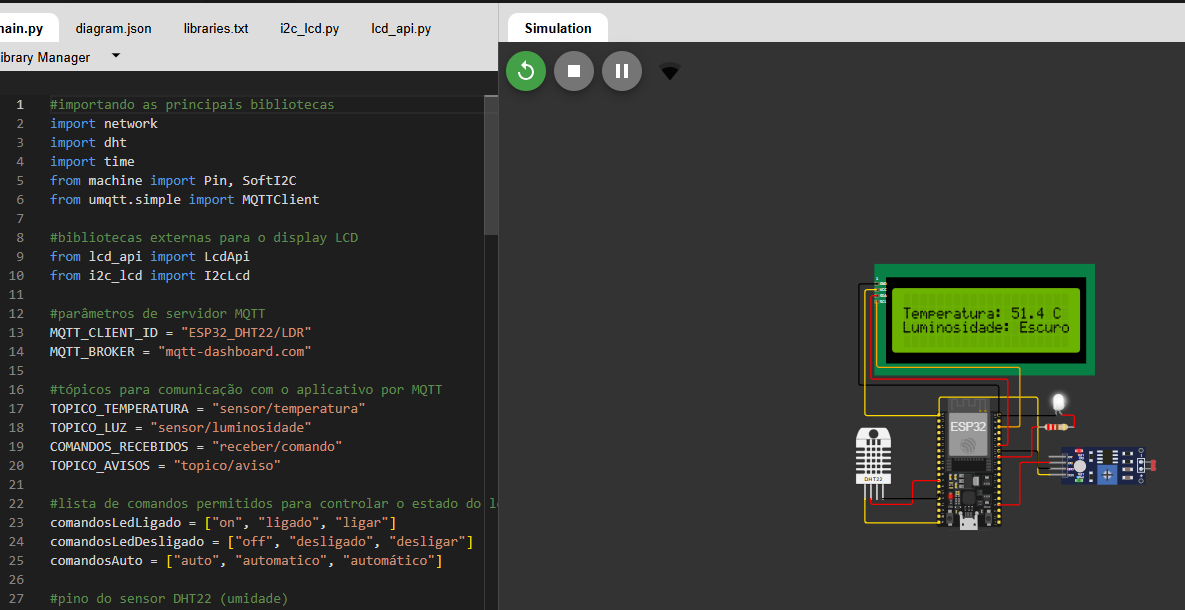 main.py diagram.json libraries.txt i2c_lcd.py lcd_api.py
Library Manager
1 #importando as principais bibliotecas
2 import network
3 import dht
4 import time
5 from machine import Pin, SoftI2C
6 from umqtt.simple import MQTTClient
7
8 #bibliotecas externas para o display LCD
9 from lcd_api import LcdApi
10 from i2c_lcd import I2cLcd
11
12 #parâmetros de servidor MQTT
13 MQTT_CLIENT_ID = "ESP32_DHT22/LDR"
14 MQTT_BROKER = "mqtt-dashboard.com"
15
16 #tópicos para comunicação com o aplicativo por MQTT
17 TOPICO_TEMPERATURA = "sensor/temperatura"
18 TOPICO_LUZ = "sensor/luminosidade"
19 COMANDOS_RECEBIDOS = "receber/comando"
20 TOPICO_AVISOS = "topico/aviso"
21
22 #lista de comandos permitidos para controlar o estado do l
23 comandosLedLigado = ["on", "ligado", "ligar"]
24 comandosLedDesligado = ["off", "desligado", "desligar"]
25 comandosAuto = ["auto", "automatico", "automático"]
26
27 #pino do sensor DHT22 (umidade)
Simulation
Temperatura: 51.4 C
Luminosidade: Escuro
ESP32
DHT22